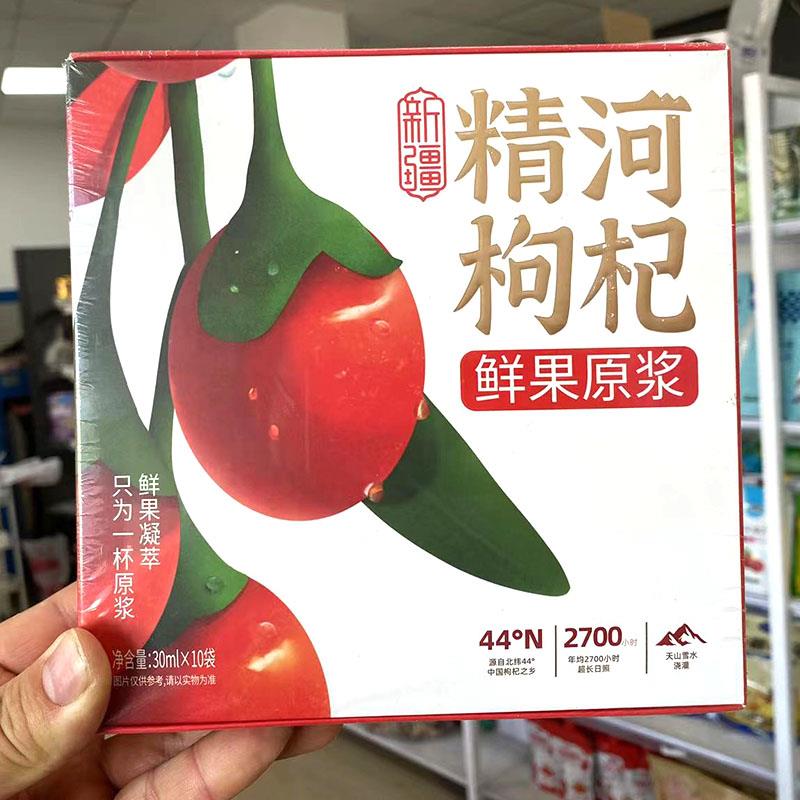 新疆
精河
枸杞
鲜果原浆
鲜果凝萃
只为一杯原浆
净含量:30ml×10袋
图片仅供参考,请以实物为准
44°N
源自北纬44°
中国枸杞之乡
2700小时
年均2700小时
超长日照
天山雪水
浇灌